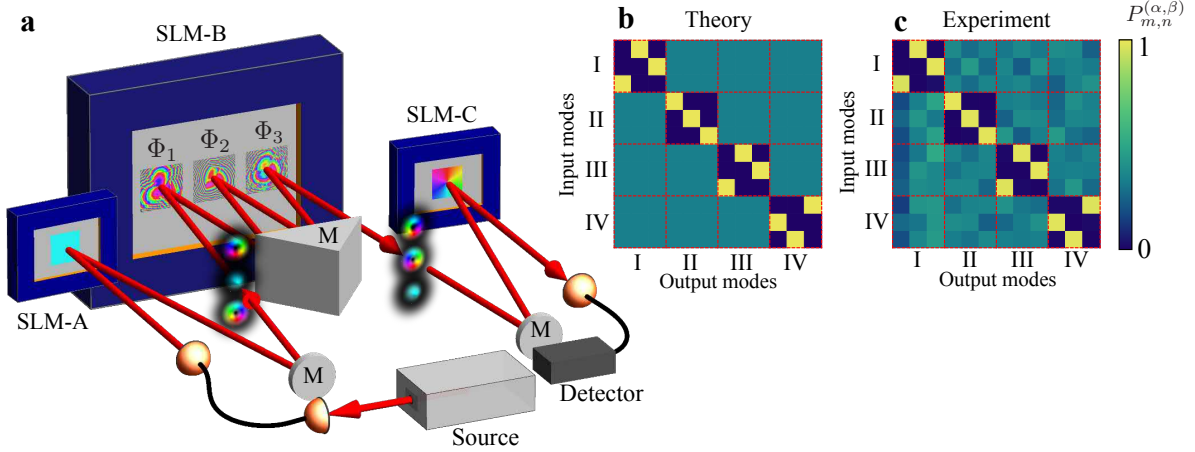 a
SLM-B
Φ1
Φ2
Φ3
SLM-C
M
SLM-A
M
M
Source
Detector
b
Theory
Input modes
I
II
III
IV
I II III IV
Output modes
c
Experiment
Input modes
I
II
III
IV
I II III IV
Output modes
P_{m,n}^{(α,β)}
1
0